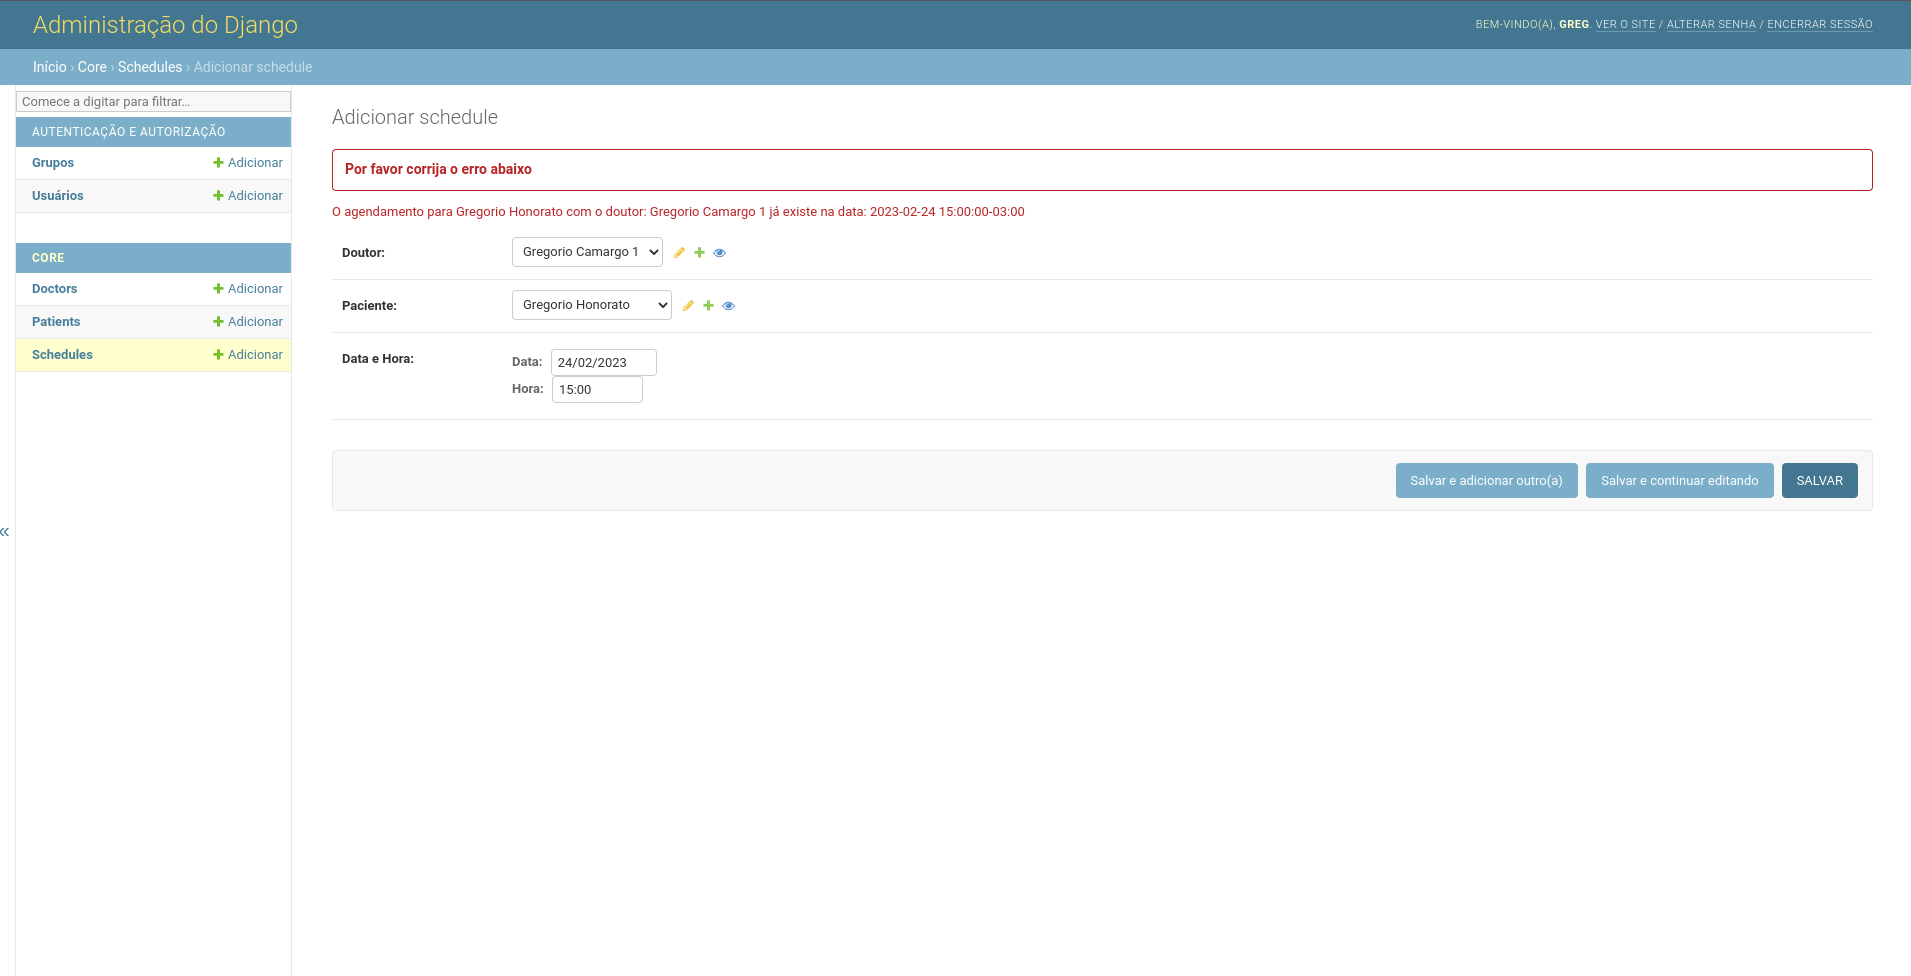 Administração do Django
BEM-VINDO(A), GREG. VER O SITE / ALTERAR SENHA / ENCERRAR SESSÃO
Início › Core › Schedules › Adicionar schedule
Comece a digitar para filtrar…
AUTENTICAÇÃO E AUTORIZAÇÃO
Grupos Adicionar
Usuários Adicionar
CORE
Doctors Adicionar
Patients Adicionar
Schedules Adicionar
«
Adicionar schedule
Por favor corrija o erro abaixo
O agendamento para Gregorio Honorato com o doutor: Gregorio Camargo 1 já existe na data: 2023-02-24 15:00:00-03:00
Doutor: Gregorio Camargo 1
Paciente: Gregorio Honorato
Data e Hora: Data: 24/02/2023
Hora: 15:00
Salvar e adicionar outro(a) Salvar e continuar editando SALVAR